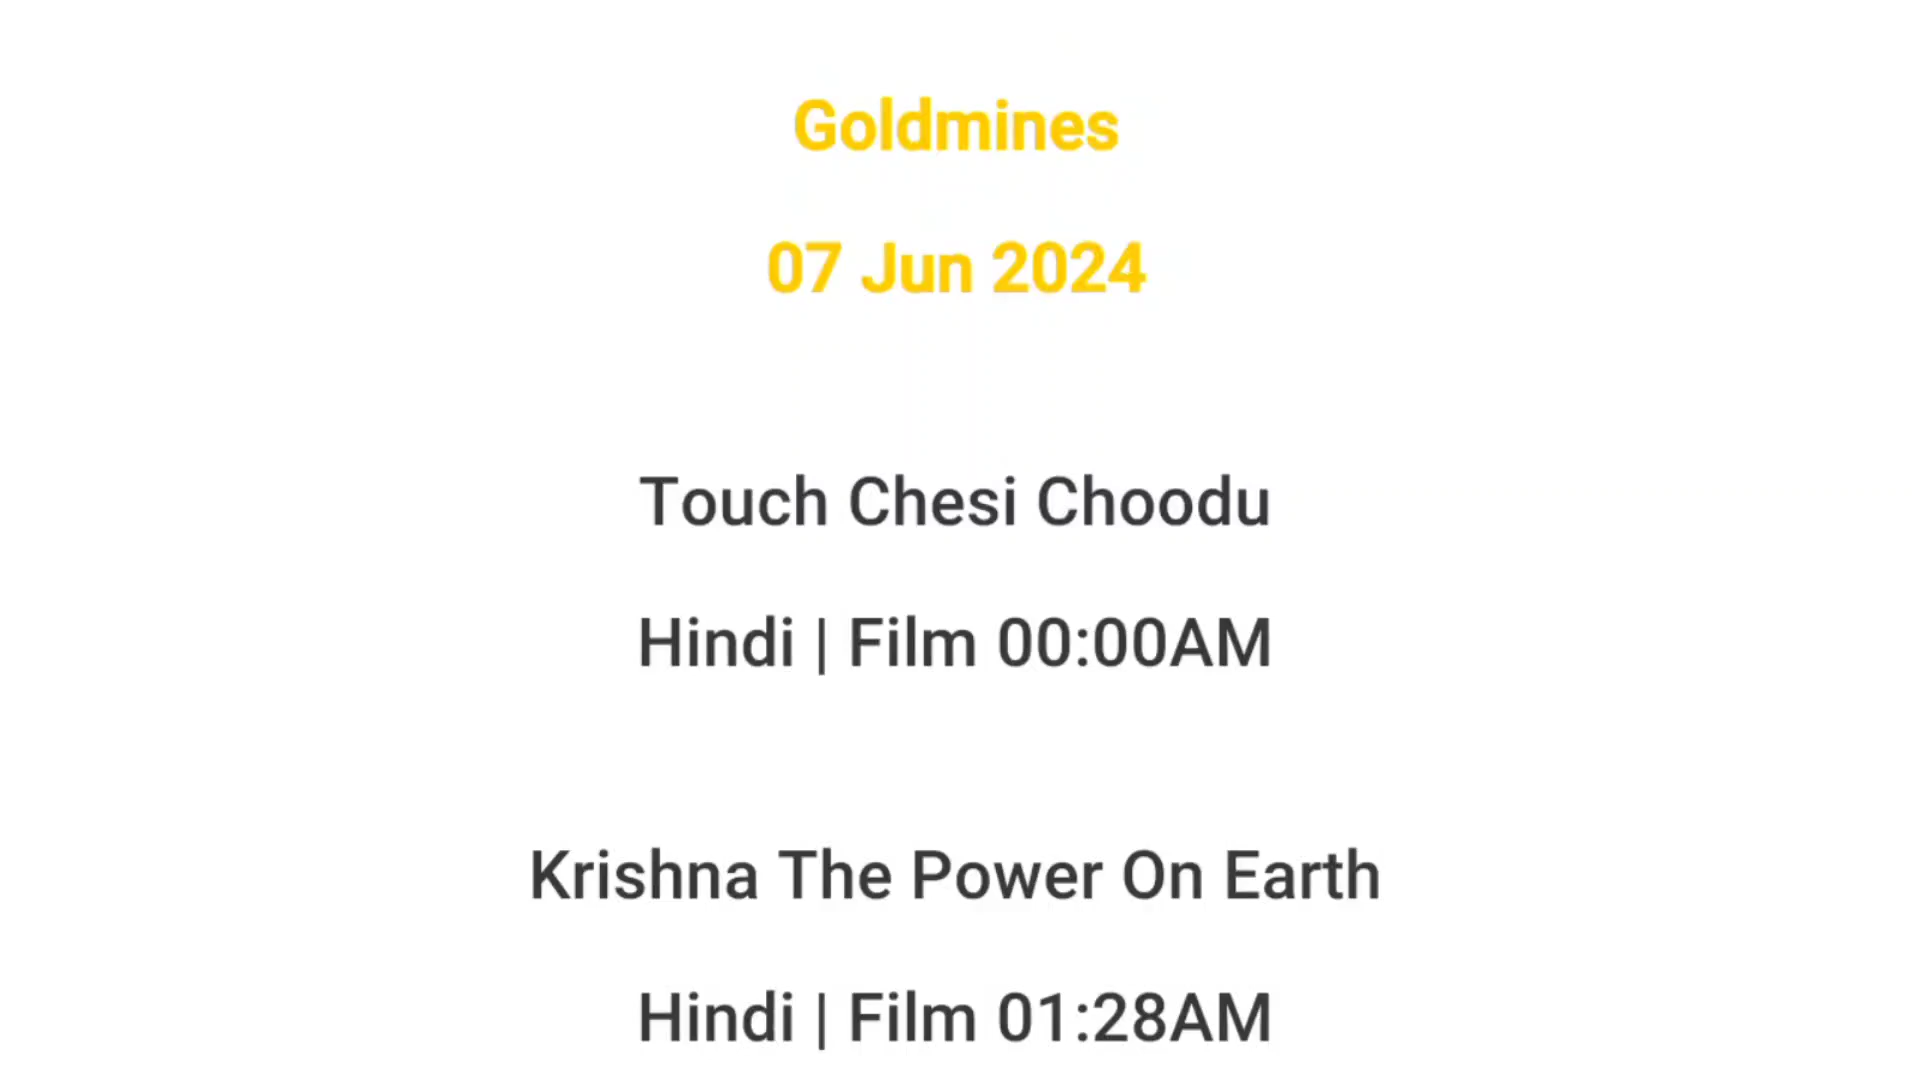 Goldmines
07 Jun 2024
Touch Chesi Choodu
Hindi | Film 00:00AM
Krishna The Power On Earth
Hindi | Film 01:28AM